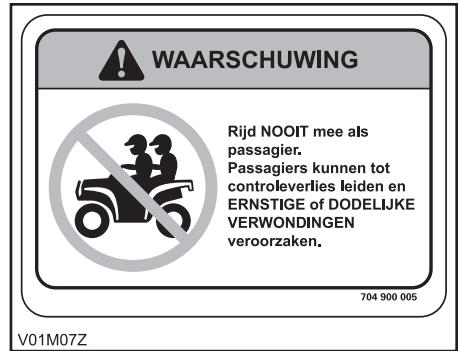 WAARSCHUWING
Rijd NOOIT mee als
passagier.
Passagiers kunnen tot
controleverlies leiden en
ERNSTIGE of DODELIJKE
VERWONDINGEN
veroorzaken.
704 900 005
V01M07Z